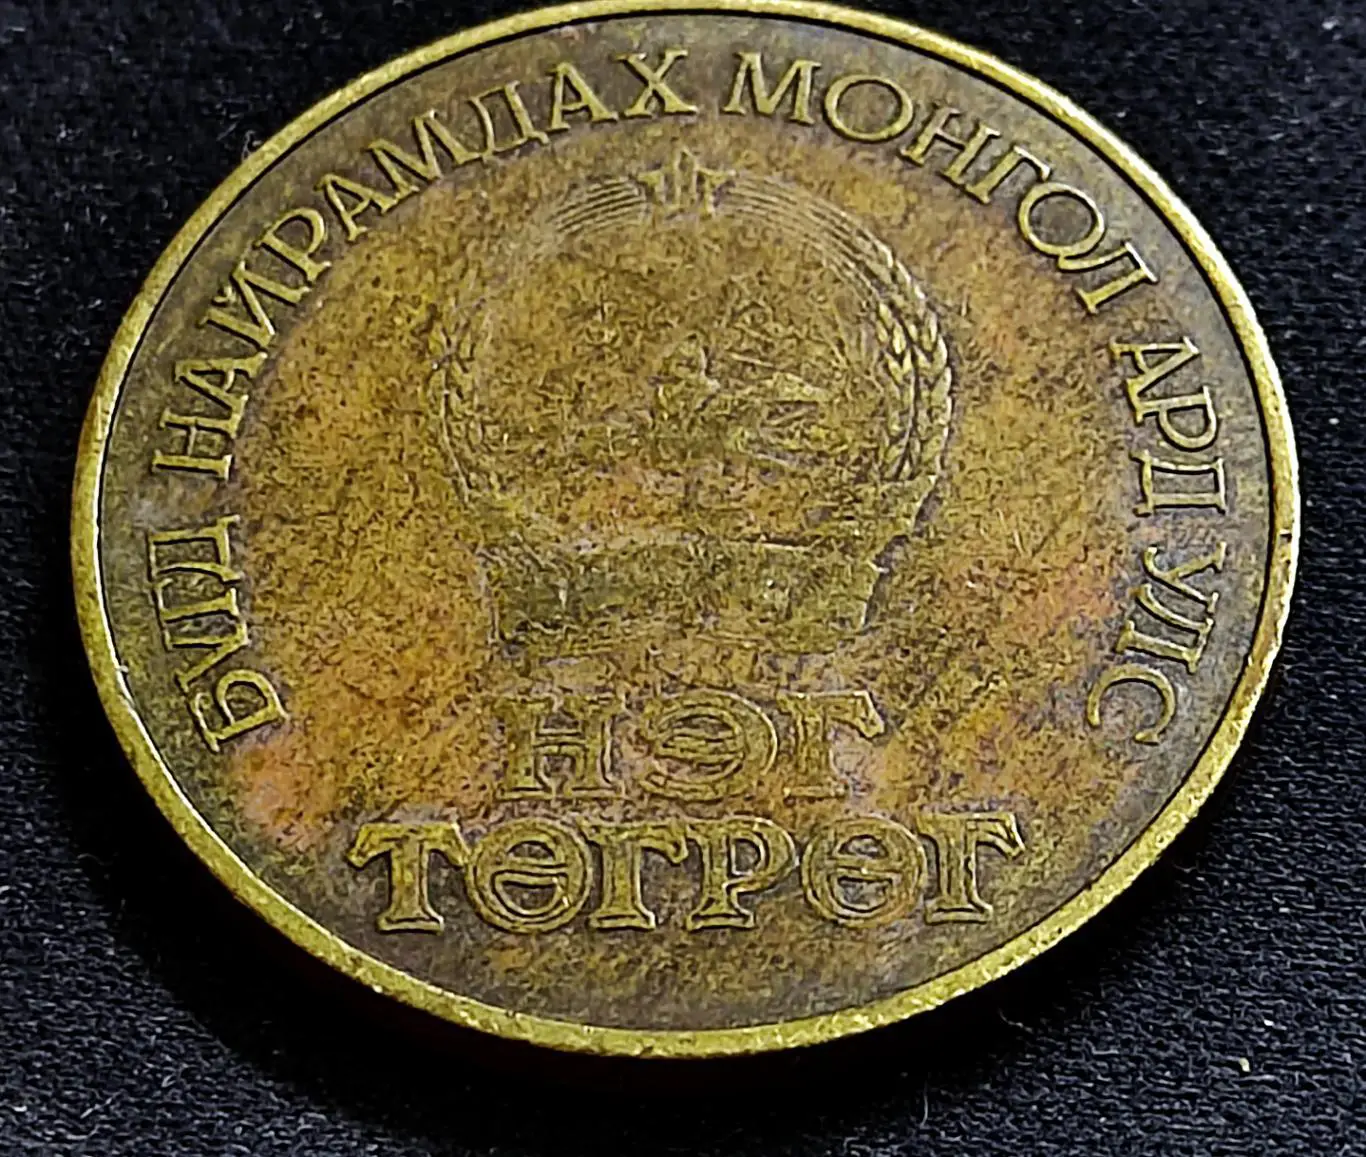 БҮГД НАЙРАМДАХ МОНГОЛ АРД УЛС
НЭГ
ТӨГРӨГ